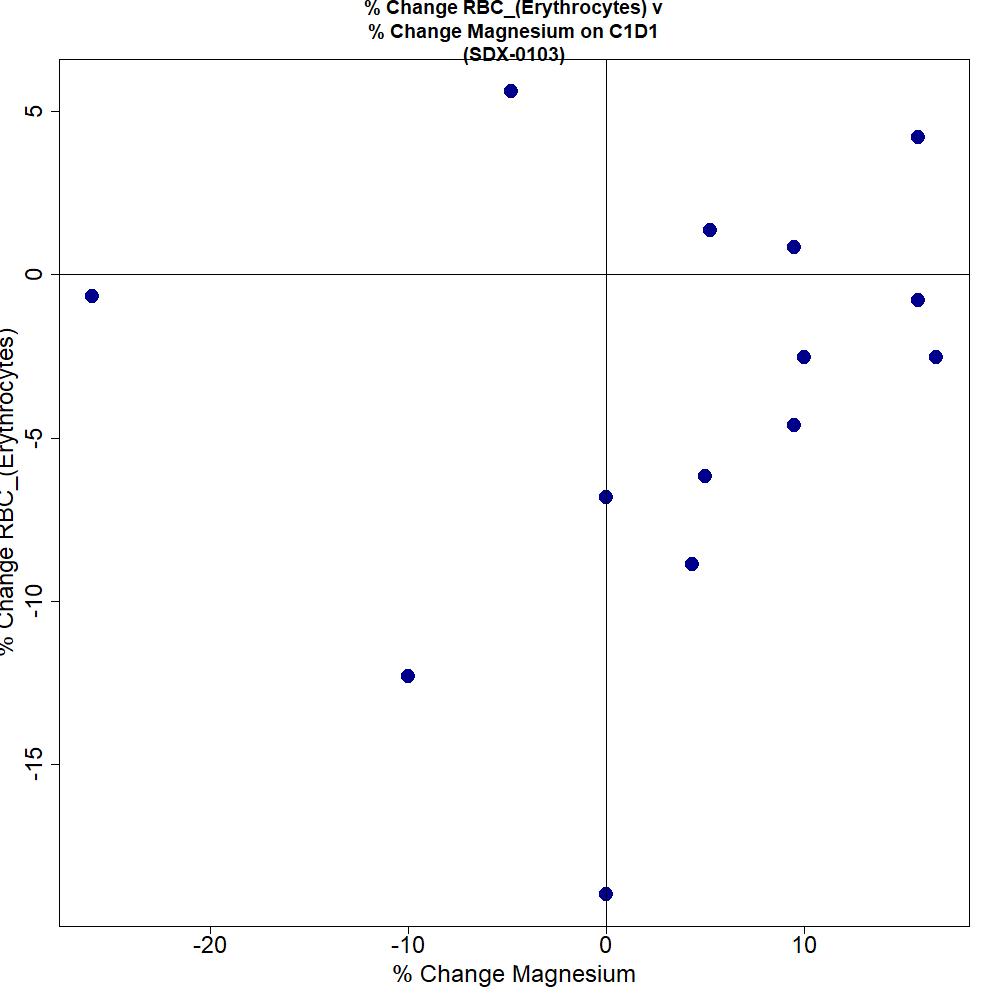 % Change RBC_(Erythrocytes) v
% Change Magnesium on C1D1
(SDX-0103)
5
0
-5
-10
-15
% Change RBC_(Erythrocytes)
-20
-10
0
10
% Change Magnesium